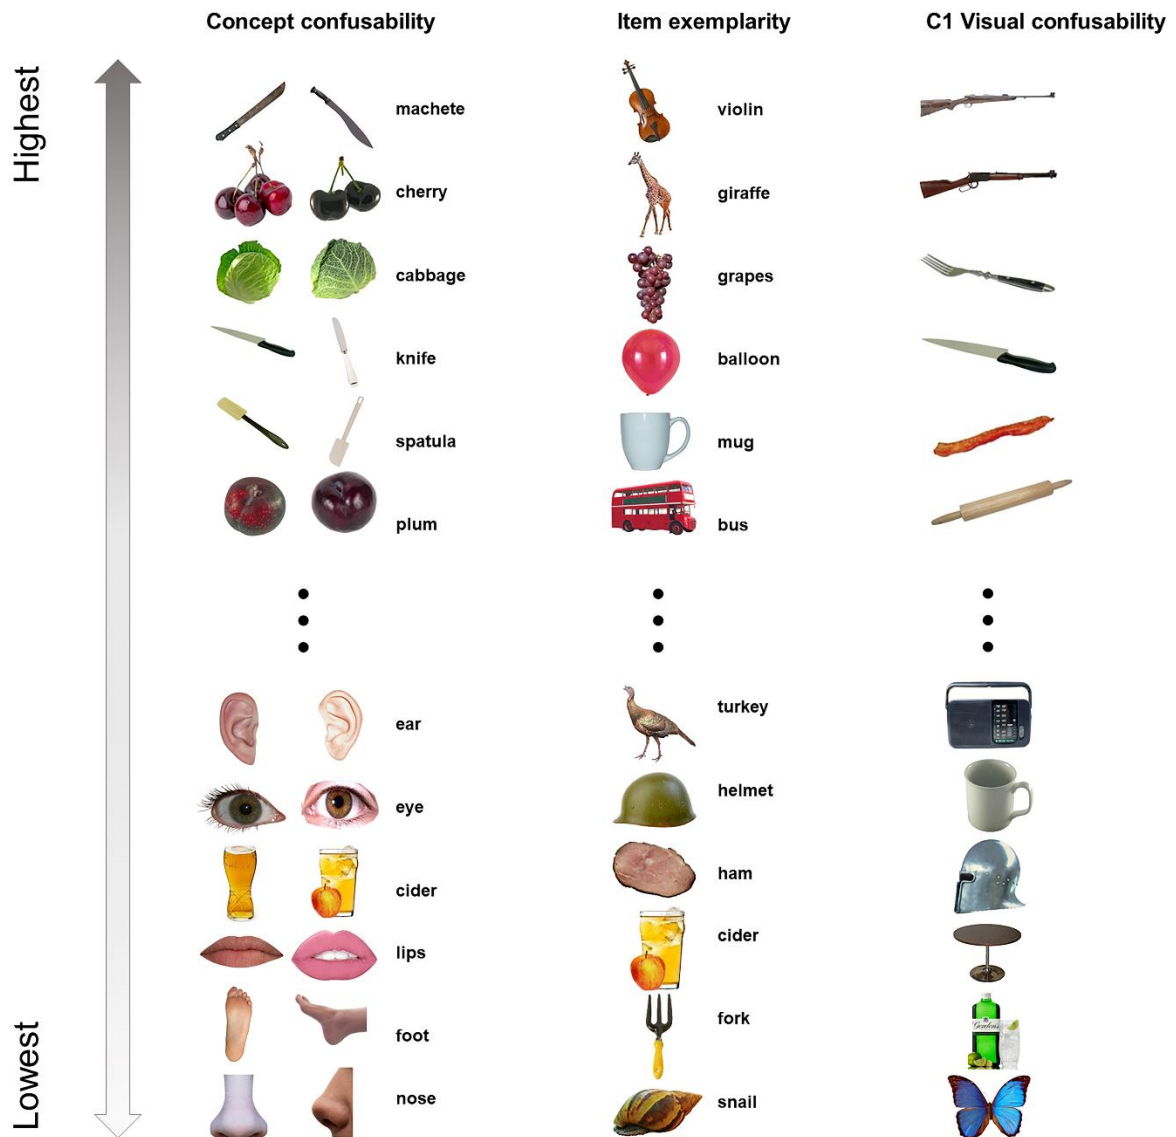 Concept confusability
Item exemplarity
C1 Visual confusability
Highest
machete
violin
cherry
giraffe
cabbage
grapes
knife
balloon
spatula
mug
plum
bus
ear
turkey
eye
helmet
cider
ham
lips
cider
foot
fork
Gordon's
nose
snail
Lowest